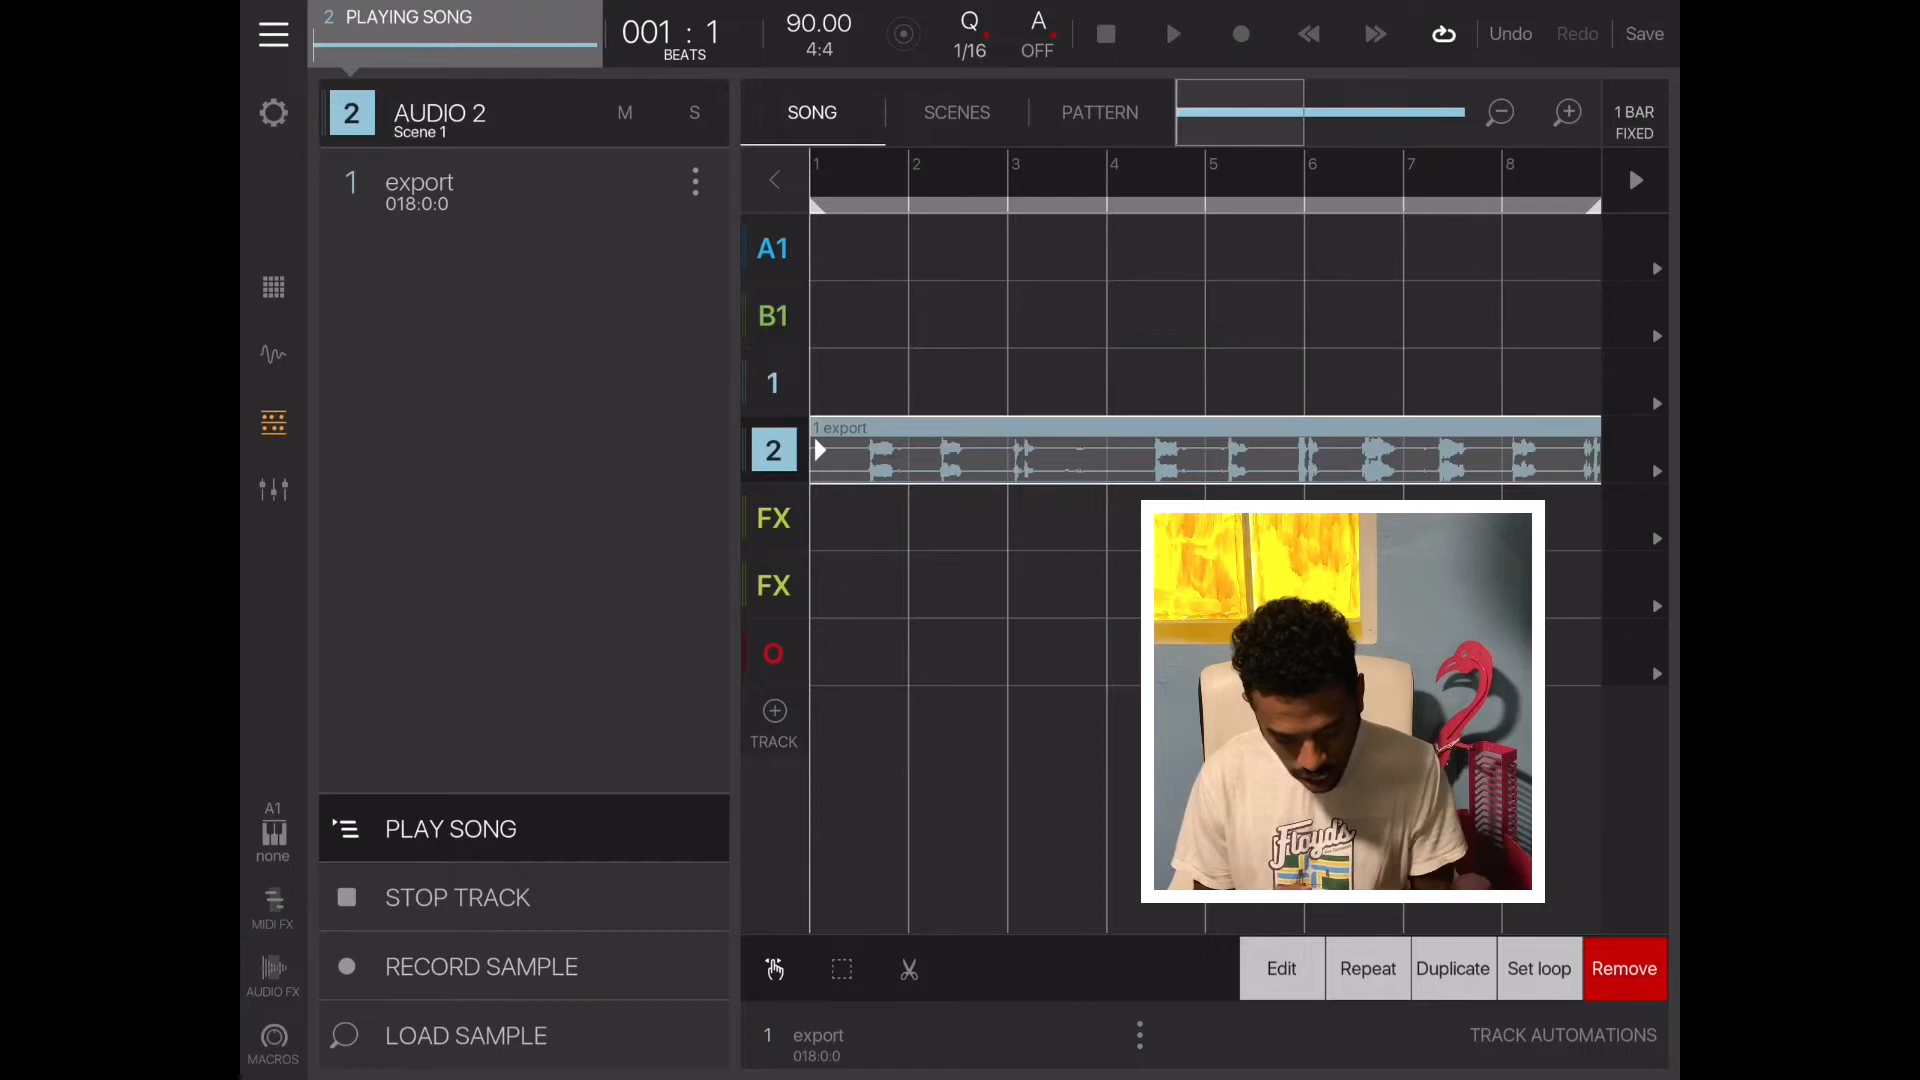 2 PLAYING SONG
001 : 1
BEATS
90.00
4:4
Q
1/16
A
OFF
Undo
Redo
Save
2
AUDIO 2
Scene 1
M
S
SONG
SCENES
PATTERN
1 BAR
FIXED
1 export
018:0:0
1 2 3 4 5 6 7 8
A1
B1
1
2
1 export
FX
FX
O
TRACK
Floyd's
A1
none
MIDI FX
AUDIO FX
MACROS
PLAY SONG
STOP TRACK
RECORD SAMPLE
LOAD SAMPLE
Edit
Repeat
Duplicate
Set loop
Remove
1 export
018:0:0
TRACK AUTOMATIONS